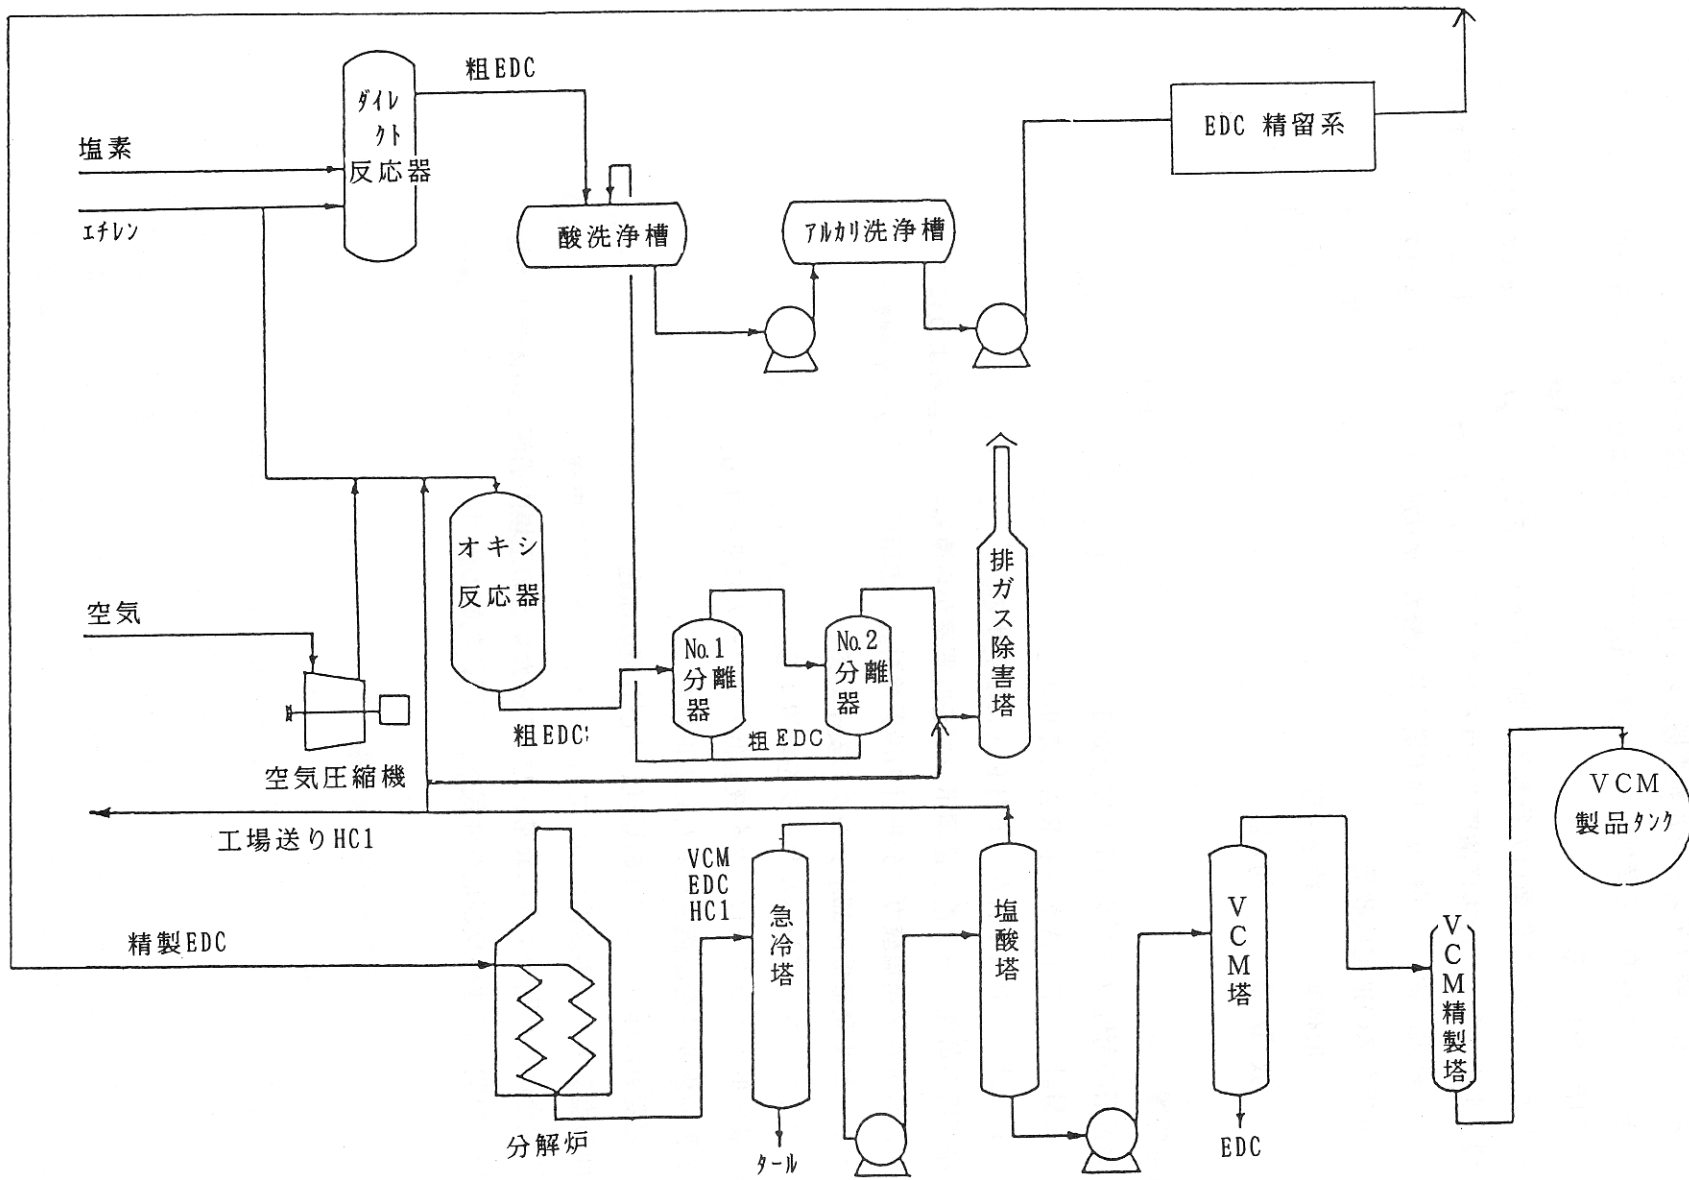 粗EDC
ダイレ
クト
反応器
塩素
エチレン
酸洗浄槽
アルカリ洗浄槽
EDC 精留系
オキシ
反応器
空気
空気圧縮機
粗EDC
No.1
分離
器
粗EDC
No.2
分離
器
排ガス除害塔
工場送りHCl
精製EDC
分解炉
VCM
EDC
HCl
急冷塔
タール
塩酸塔
VCM塔
EDC
VCM精製塔
VCM
製品タンク